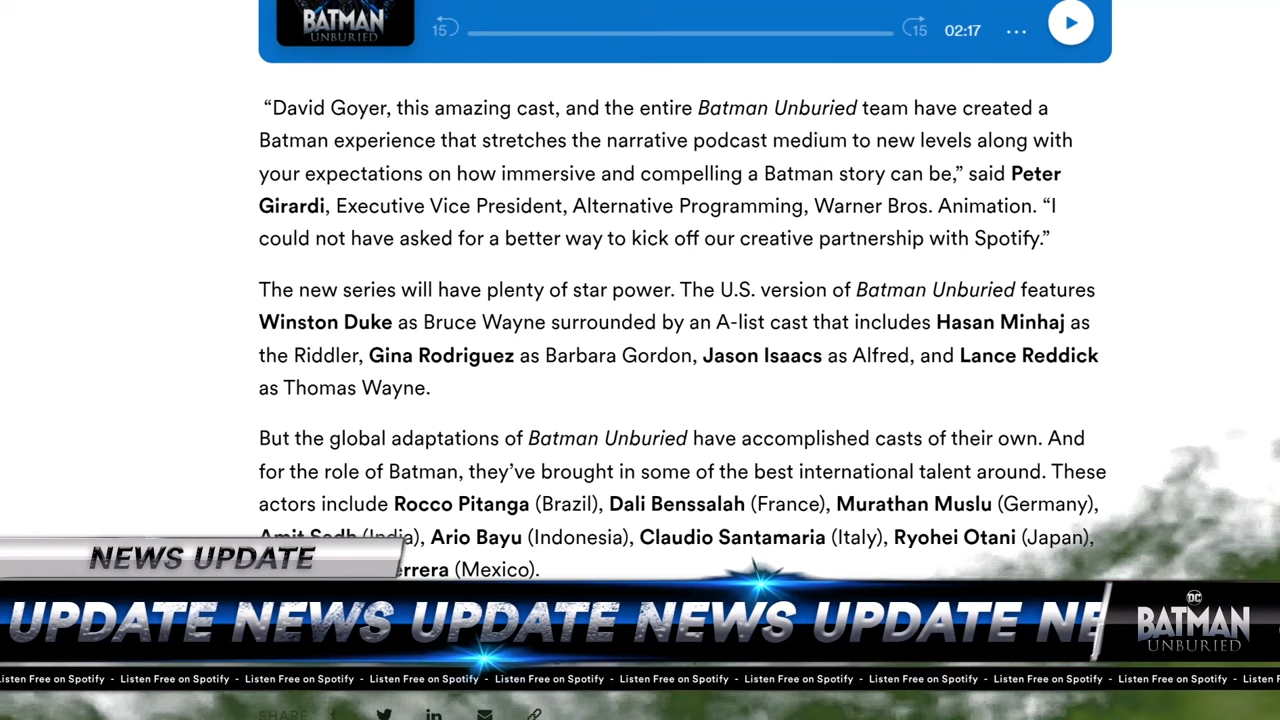 BATMAN
UNBURIED
15
15
02:17
“David Goyer, this amazing cast, and the entire Batman Unburied team have created a
Batman experience that stretches the narrative podcast medium to new levels along with
your expectations on how immersive and compelling a Batman story can be,” said Peter
Girardi, Executive Vice President, Alternative Programming, Warner Bros. Animation. “I
could not have asked for a better way to kick off our creative partnership with Spotify.”
The new series will have plenty of star power. The U.S. version of Batman Unburied features
Winston Duke as Bruce Wayne surrounded by an A-list cast that includes Hasan Minhaj as
the Riddler, Gina Rodriguez as Barbara Gordon, Jason Isaacs as Alfred, and Lance Reddick
as Thomas Wayne.
But the global adaptations of Batman Unburied have accomplished casts of their own. And
for the role of Batman, they’ve brought in some of the best international talent around. These
actors include Rocco Pitanga (Brazil), Dali Benssalah (France), Murathan Muslu (Germany),
Amit Sadh (India), Ario Bayu (Indonesia), Claudio Santamaria (Italy), Ryohei Otani (Japan),
errera (Mexico).
NEWS UPDATE
UPDATE NEWS UPDATE NEWS UPDATE NE
DC
BATMAN
UNBURIED
isten Free on Spotify - Listen Free on Spotify - Listen Free on Spotify - Listen Free on Spotify - Listen Free on Spotify - Listen Free on Spotify - Listen Free on Spotify - Listen Free on Spotify - Listen Free on Spotify - Listen Free on Spotify - Listen
SHARE